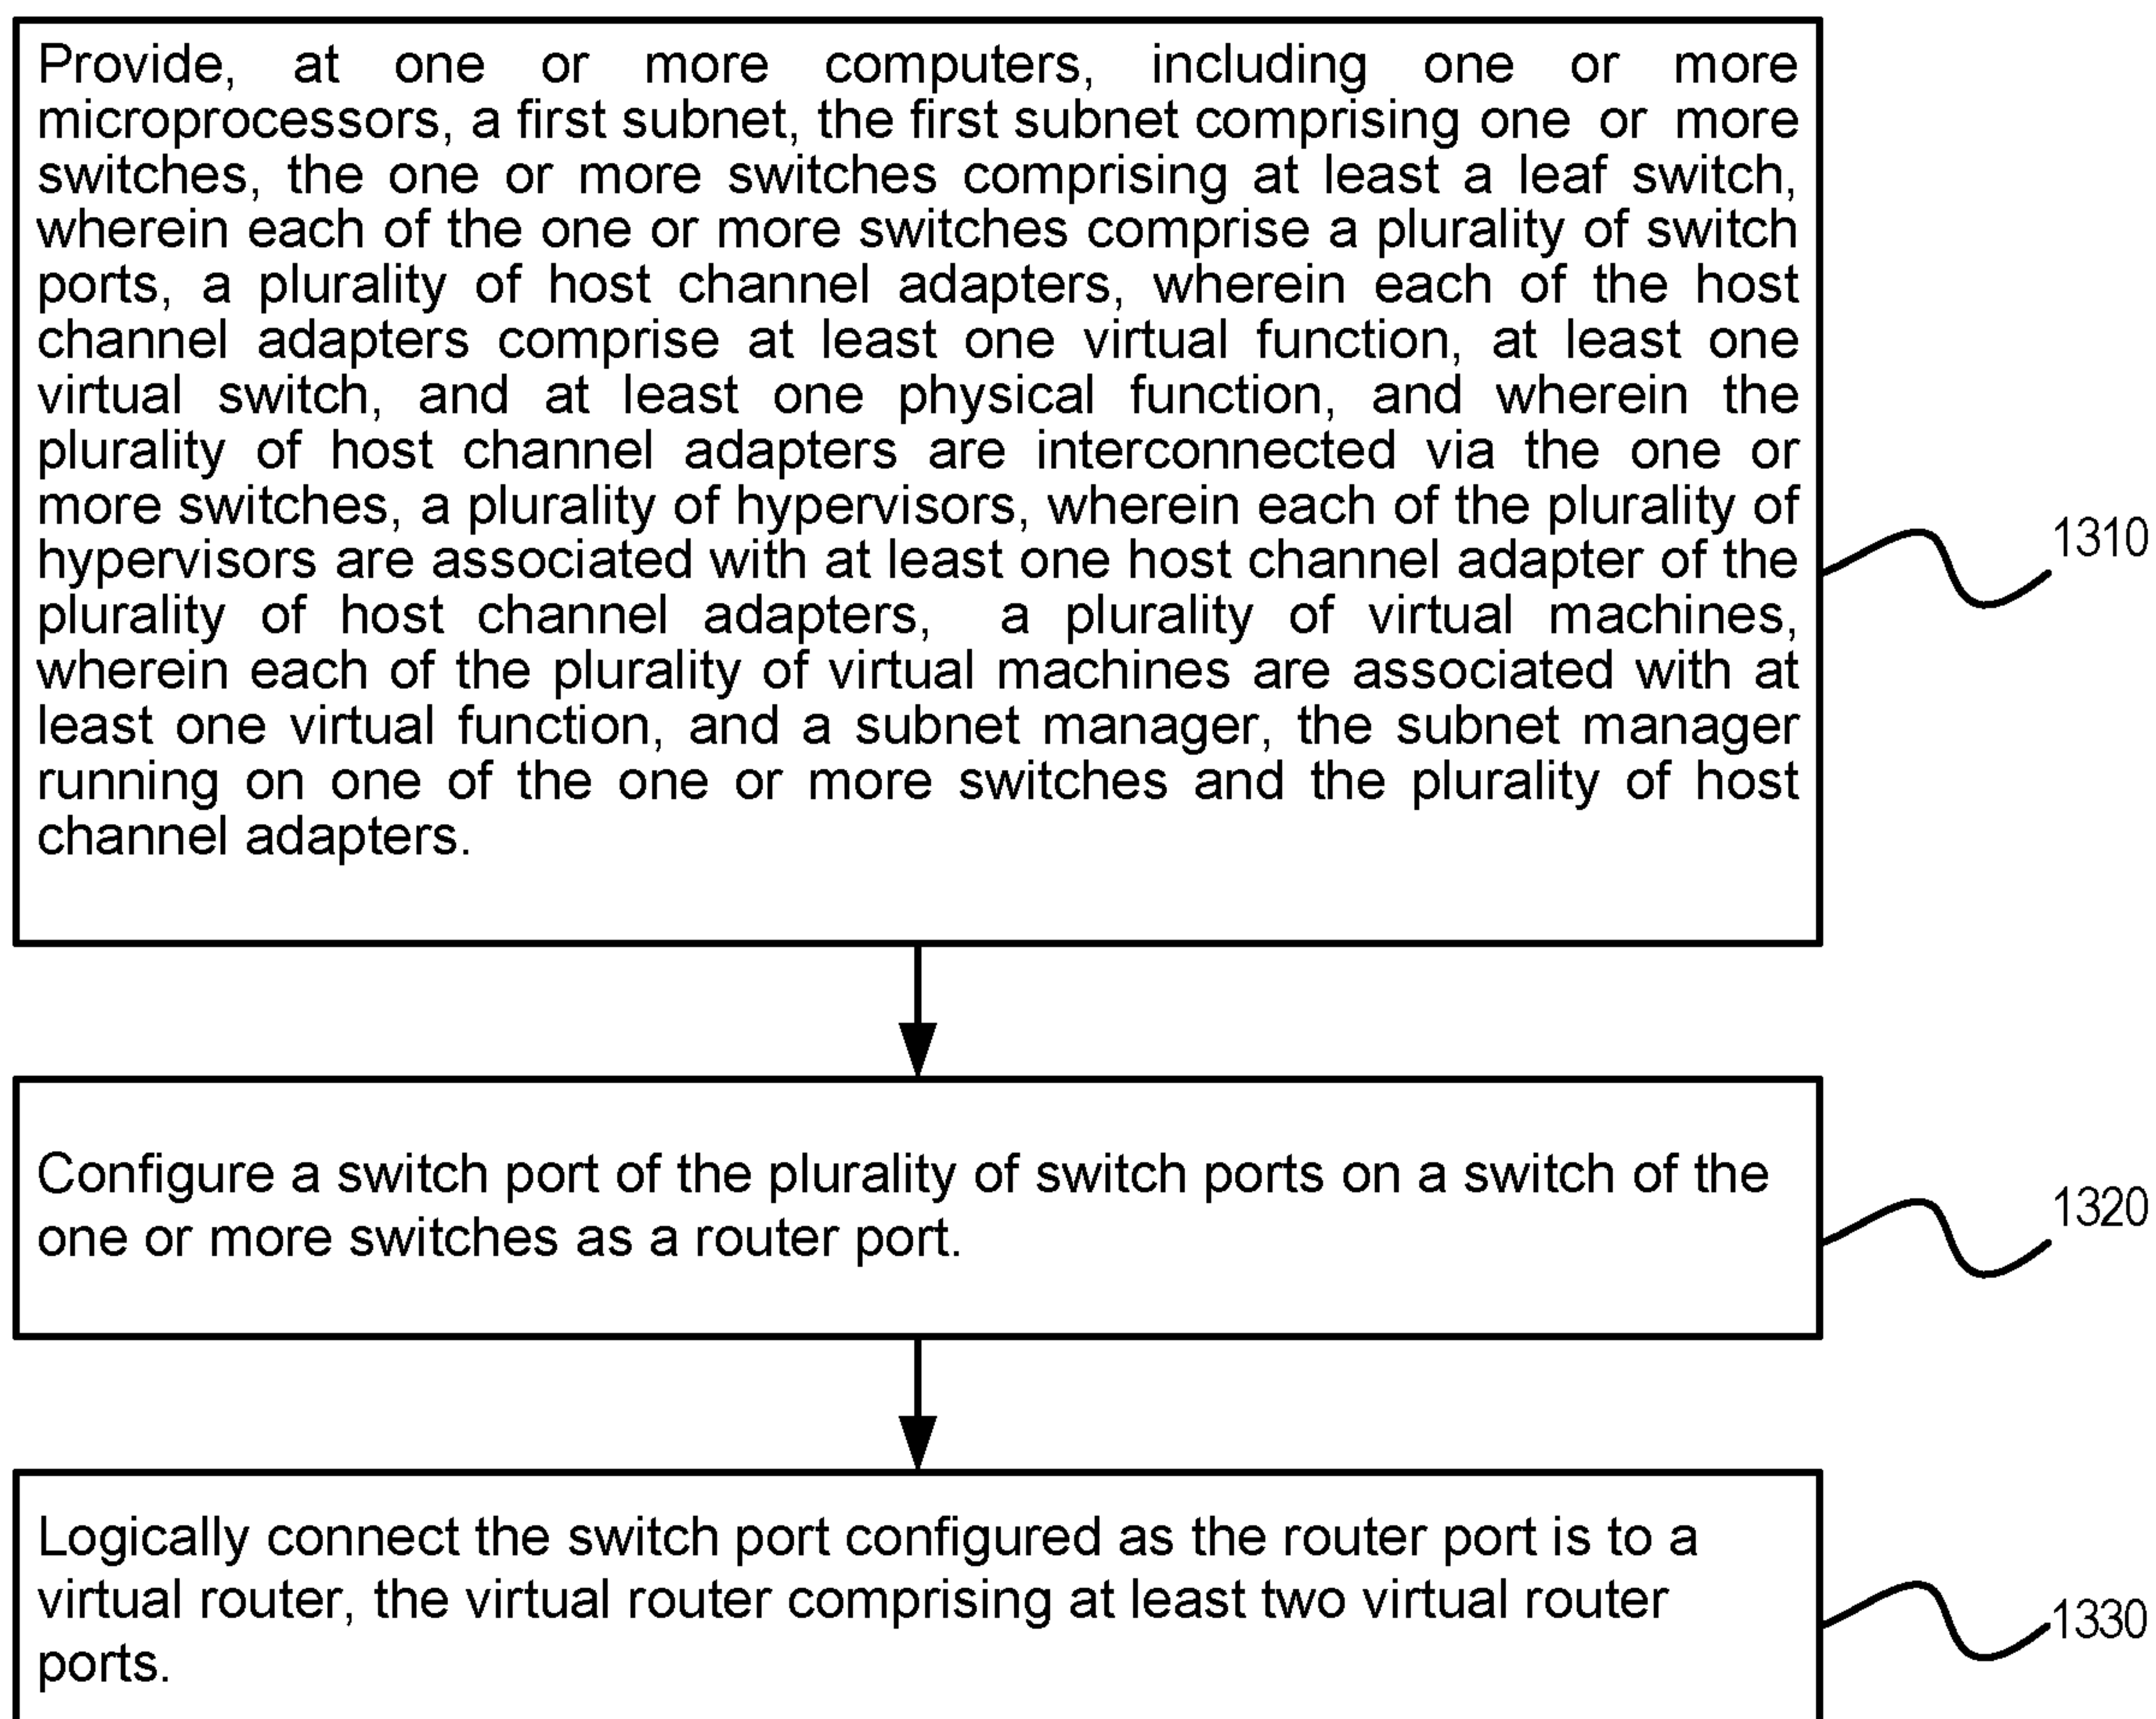 Provide, at one or more computers, including one or more
microprocessors, a first subnet, the first subnet comprising one or more
switches, the one or more switches comprising at least a leaf switch,
wherein each of the one or more switches comprise a plurality of switch
ports, a plurality of host channel adapters, wherein each of the host
channel adapters comprise at least one virtual function, at least one
virtual switch, and at least one physical function, and wherein the
plurality of host channel adapters are interconnected via the one or
more switches, a plurality of hypervisors, wherein each of the plurality of
hypervisors are associated with at least one host channel adapter of the
plurality of host channel adapters, a plurality of virtual machines,
wherein each of the plurality of virtual machines are associated with at
least one virtual function, and a subnet manager, the subnet manager
running on one of the one or more switches and the plurality of host
channel adapters.
1310
Configure a switch port of the plurality of switch ports on a switch of the
one or more switches as a router port.
1320
Logically connect the switch port configured as the router port is to a
virtual router, the virtual router comprising at least two virtual router
ports.
1330